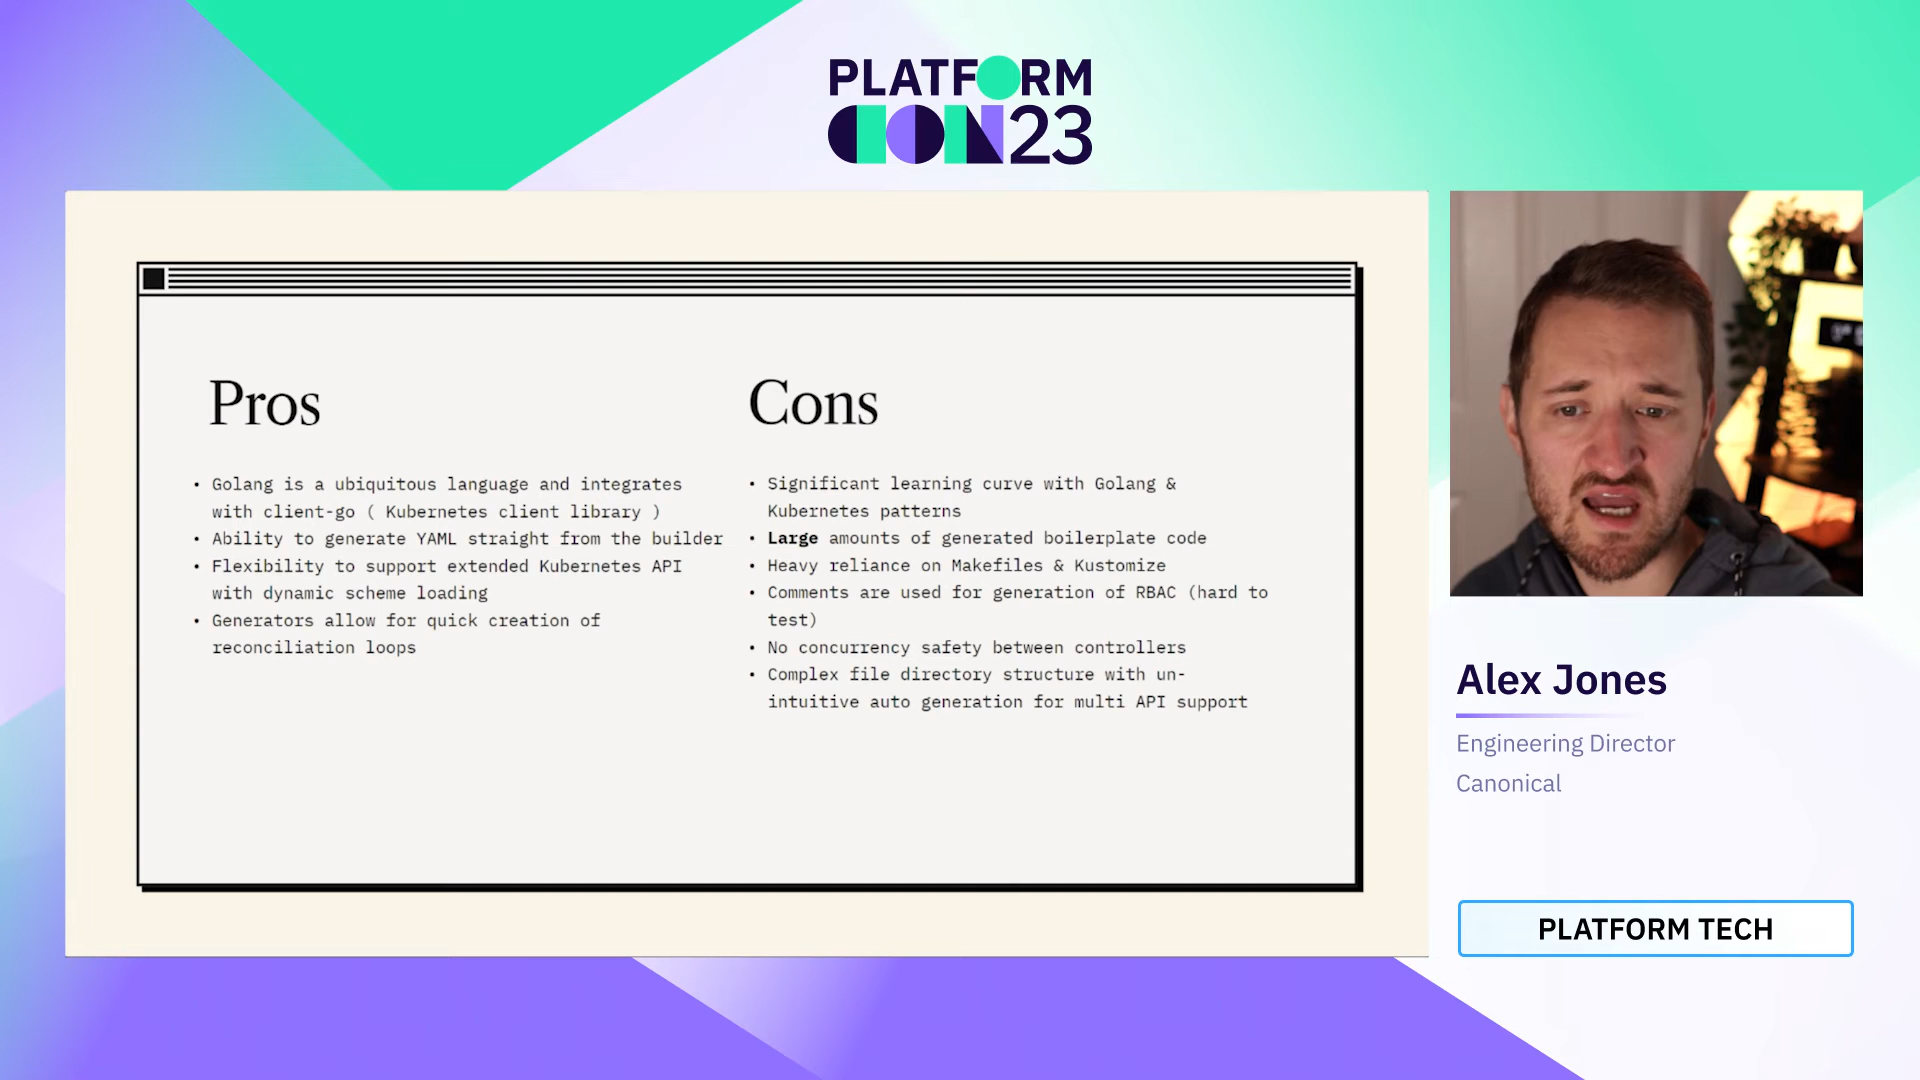 PLATFORM
CON23
Pros
• Golang is a ubiquitous language and integrates
with client-go ( Kubernetes client library )
• Ability to generate YAML straight from the builder
• Flexibility to support extended Kubernetes API
with dynamic scheme loading
• Generators allow for quick creation of
reconciliation loops
Cons
• Significant learning curve with Golang &
Kubernetes patterns
• Large amounts of generated boilerplate code
• Heavy reliance on Makefiles & Kustomize
• Comments are used for generation of RBAC (hard to
test)
• No concurrency safety between controllers
• Complex file directory structure with un-
intuitive auto generation for multi API support
Alex Jones
Engineering Director
Canonical
PLATFORM TECH